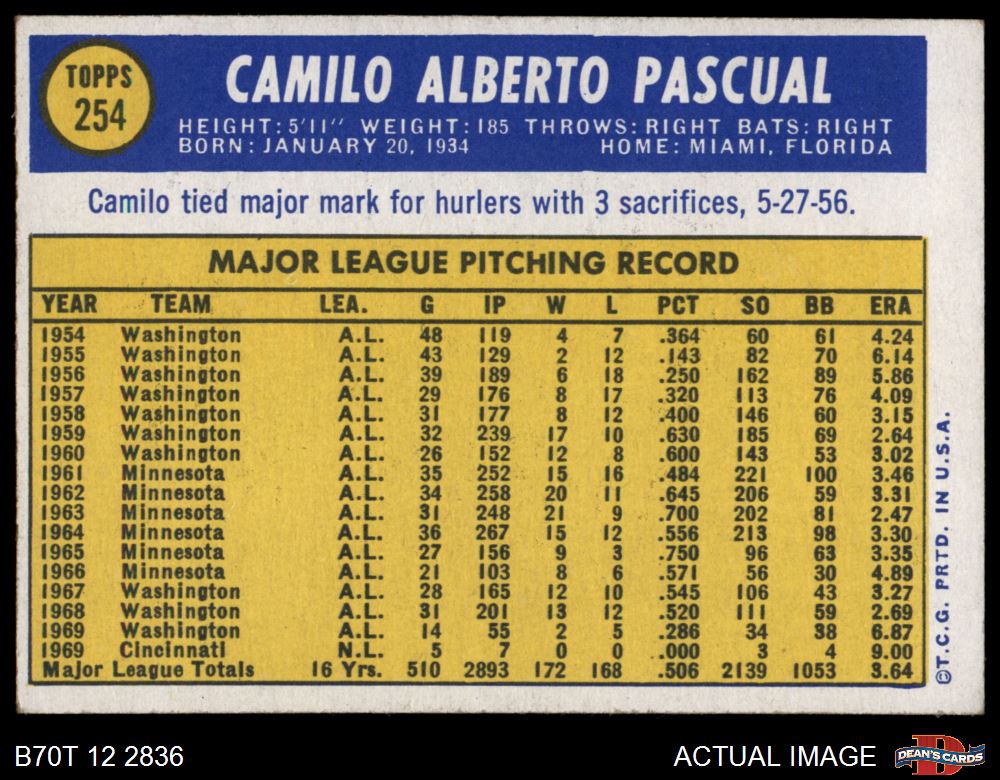 TOPPS
254
CAMILO ALBERTO PASCUAL
HEIGHT: 5'11" WEIGHT: 185 THROWS: RIGHT BATS: RIGHT
BORN: JANUARY 20, 1934 HOME: MIAMI, FLORIDA
Camilo tied major mark for hurlers with 3 sacrifices, 5-27-56.
MAJOR LEAGUE PITCHING RECORD
YEAR TEAM LEA. G IP W L PCT SO BB ERA
1954 Washington A.L. 48 119 4 7 .364 60 61 4.24
1955 Washington A.L. 43 129 2 12 .143 82 70 6.14
1956 Washington A.L. 39 189 6 18 .250 162 89 5.86
1957 Washington A.L. 29 176 8 17 .320 113 76 4.09
1958 Washington A.L. 31 177 8 12 .400 146 60 3.15
1959 Washington A.L. 32 239 17 10 .630 185 69 2.64
1960 Washington A.L. 26 152 12 8 .600 143 53 3.02
1961 Minnesota A.L. 35 252 15 16 .484 221 100 3.46
1962 Minnesota A.L. 34 258 20 11 .645 206 59 3.31
1963 Minnesota A.L. 31 248 21 9 .700 202 81 2.47
1964 Minnesota A.L. 36 267 15 12 .556 213 98 3.30
1965 Minnesota A.L. 27 156 9 3 .750 96 63 3.35
1966 Minnesota A.L. 21 103 8 6 .571 56 30 4.89
1967 Washington A.L. 28 165 12 10 .545 106 43 3.27
1968 Washington A.L. 31 201 13 12 .520 111 59 2.69
1969 Washington A.L. 14 55 2 5 .286 34 38 6.87
1969 Cincinnati N.L. 5 7 0 0 .000 3 4 9.00
Major League Totals 16 Yrs. 510 2893 172 168 .506 2139 1053 3.64
©T.C.G. PRTD. IN U.S.A.
B70T 12 2836
ACTUAL IMAGE
DEAN'S CARDS